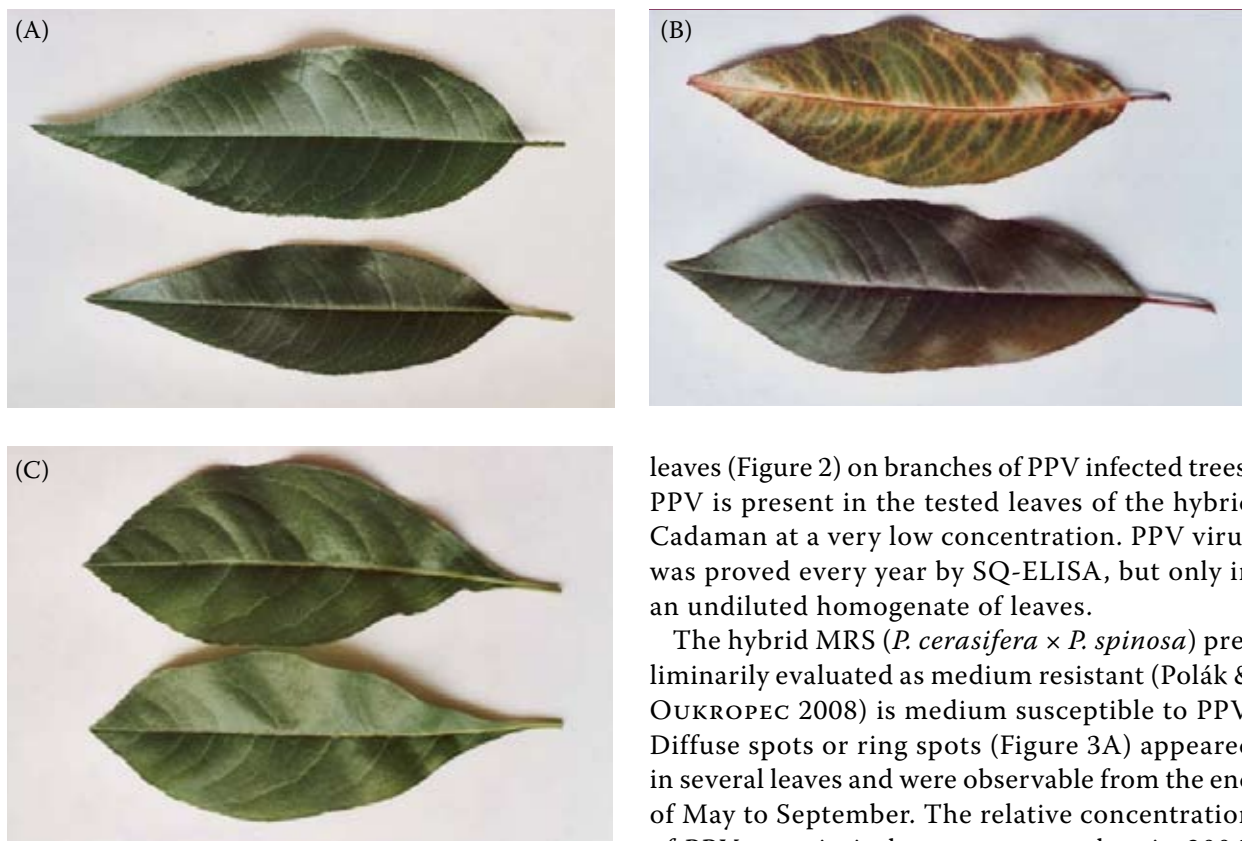 (A)
(B)
(C)
leaves (Figure 2) on branches of PPV infected trees
PPV is present in the tested leaves of the hybrid
Cadaman at a very low concentration. PPV viru
was proved every year by SQ-ELISA, but only in
an undiluted homogenate of leaves.
The hybrid MRS (P. cerasifera × P. spinosa) pre
liminarily evaluated as medium resistant (Polák &
Oukropec 2008) is medium susceptible to PPV
Diffuse spots or ring spots (Figure 3A) appeared
in several leaves and were observable from the end
of May to September. The relative concentration
of PPV